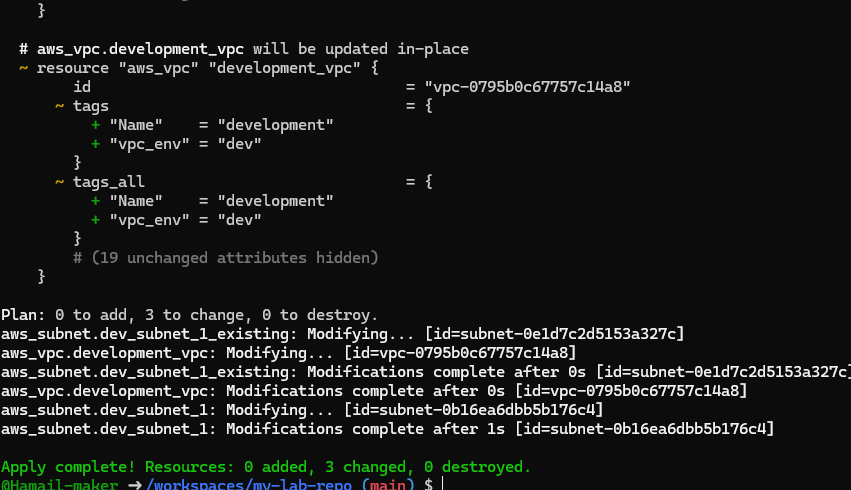 }
# aws_vpc.development_vpc will be updated in-place
~ resource "aws_vpc" "development_vpc" {
id = "vpc-0795b0c67757c14a8"
~ tags = {
+ "Name" = "development"
+ "vpc_env" = "dev"
}
~ tags_all = {
+ "Name" = "development"
+ "vpc_env" = "dev"
}
# (19 unchanged attributes hidden)
}
Plan: 0 to add, 3 to change, 0 to destroy.
aws_subnet.dev_subnet_1_existing: Modifying... [id=subnet-0e1d7c2d5153a327c]
aws_vpc.development_vpc: Modifying... [id=vpc-0795b0c67757c14a8]
aws_subnet.dev_subnet_1_existing: Modifications complete after 0s [id=subnet-0e1d7c2d5153a327c]
aws_vpc.development_vpc: Modifications complete after 0s [id=vpc-0795b0c67757c14a8]
aws_subnet.dev_subnet_1: Modifying... [id=subnet-0b16ea6dbb5b176c4]
aws_subnet.dev_subnet_1: Modifications complete after 1s [id=subnet-0b16ea6dbb5b176c4]
Apply complete! Resources: 0 added, 3 changed, 0 destroyed.
@Hamail-maker ➜ /workspaces/my-lab-repo (main) $